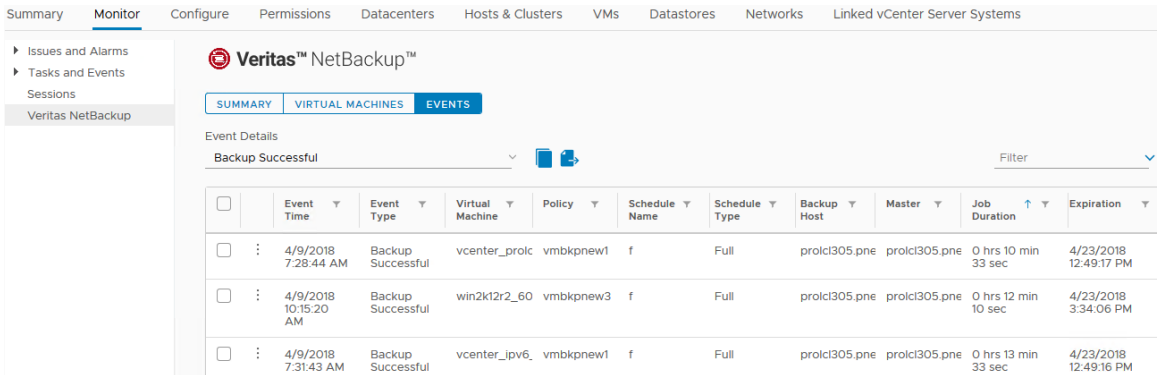 Summary Monitor Configure Permissions Datacenters Hosts & Clusters VMs Datastores Networks Linked vCenter Server Systems
Issues and Alarms
Tasks and Events
Sessions
Veritas NetBackup
Veritas™ NetBackup™
SUMMARY VIRTUAL MACHINES EVENTS
Event Details
Backup Successful
Filter
Event Event Virtual Policy Schedule Schedule Backup Master Job Expiration
Time Type Machine Name Type Host Duration
4/9/2018 Backup vcenter_prolc vmbkpnew1 f Full prolcl305.pne prolcl305.pne 0 hrs 10 min 4/23/2018
7:28:44 AM Successful 33 sec 12:49:17 PM
4/9/2018 Backup win2k12r2_60 vmbkpnew3 f Full prolcl305.pne prolcl305.pne 0 hrs 12 min 4/23/2018
10:15:20 Successful 10 sec 3:34:06 PM
AM
4/9/2018 Backup vcenter_ipv6_ vmbkpnew1 f Full prolcl305.pne prolcl305.pne 0 hrs 13 min 4/23/2018
7:31:43 AM Successful 33 sec 12:49:16 PM